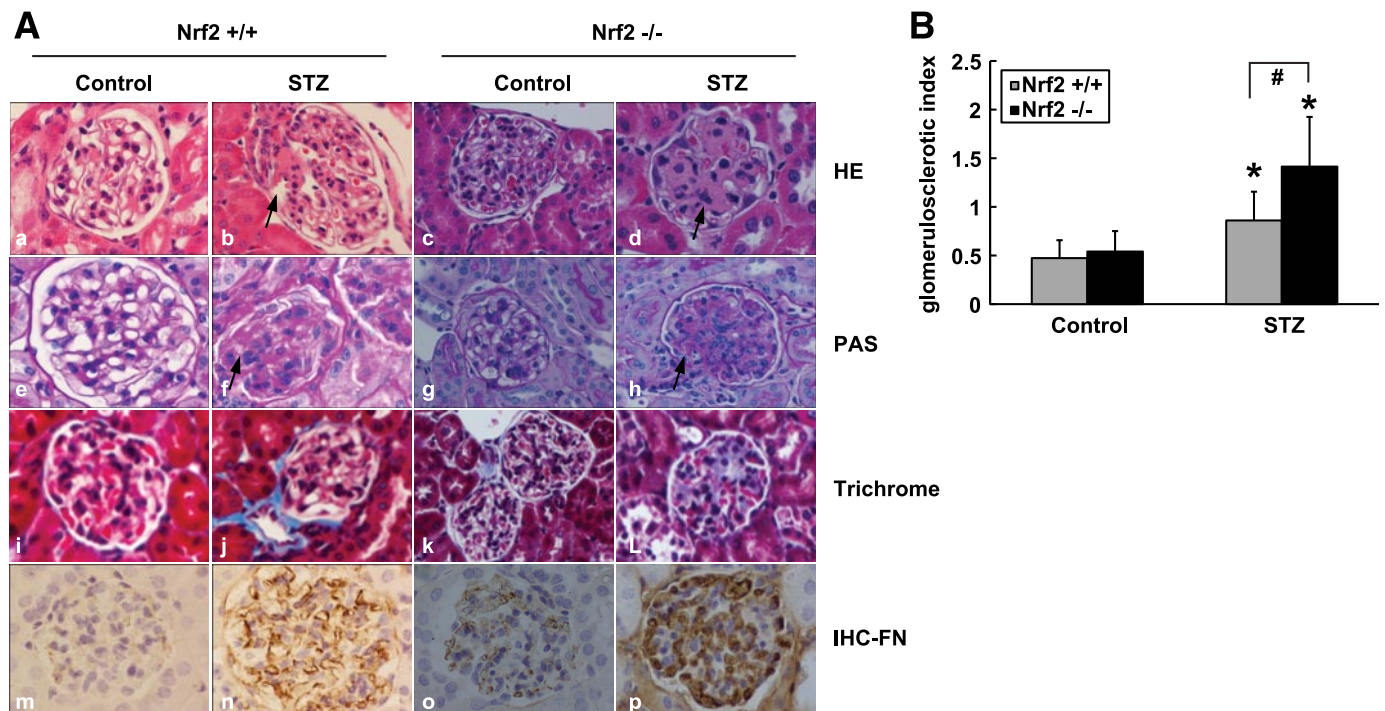 A
B
Nrf2 +/+
Nrf2 -/-
Control
STZ
Control
STZ
a
b
c
d
HE
e
f
g
h
PAS
i
j
k
L
Trichrome
m
n
o
p
IHC-FN
glomerulosclerotic index
2.5
2
1.5
1
0.5
0
Nrf2 +/+
Nrf2 -/-
#
*
*
Control
STZ